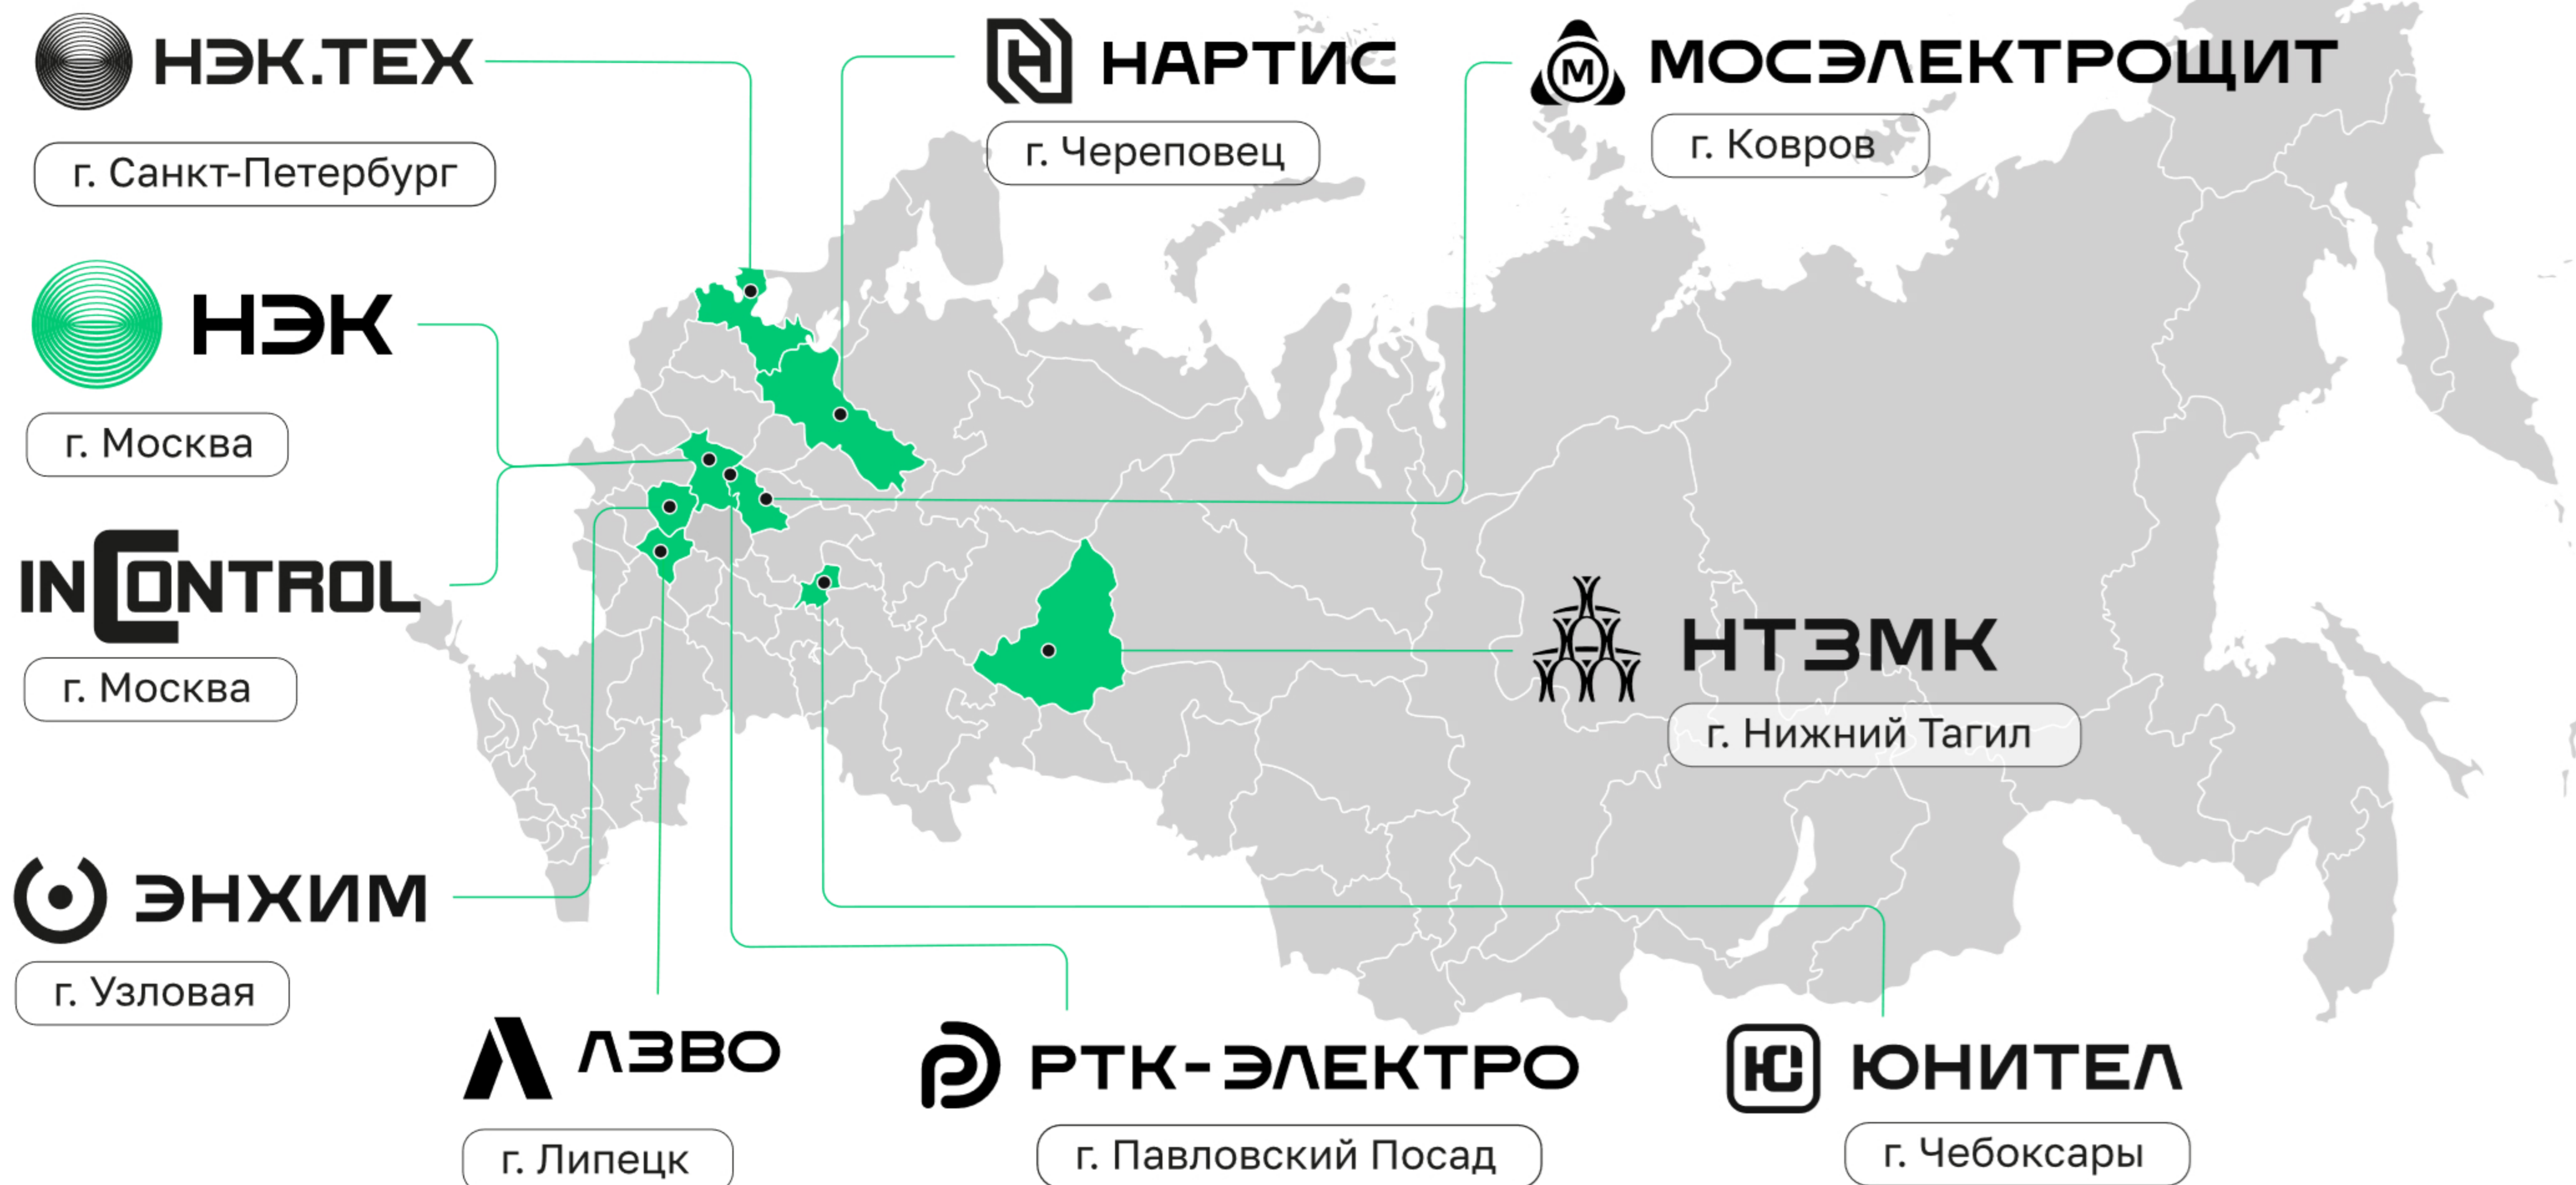 НЭК.ТЕХ
г. Санкт-Петербург
НАРТИС
г. Череповец
М
МОСЭЛЕКТРОЩИТ
г. Ковров
НЭК
г. Москва
INCONTROL
г. Москва
НТЗМК
г. Нижний Тагил
ЭНХИМ
г. Узловая
ЛЗВО
г. Липецк
РТК-ЭЛЕКТРО
г. Павловский Посад
Ю
ЮНИТЕЛ
г. Чебоксары